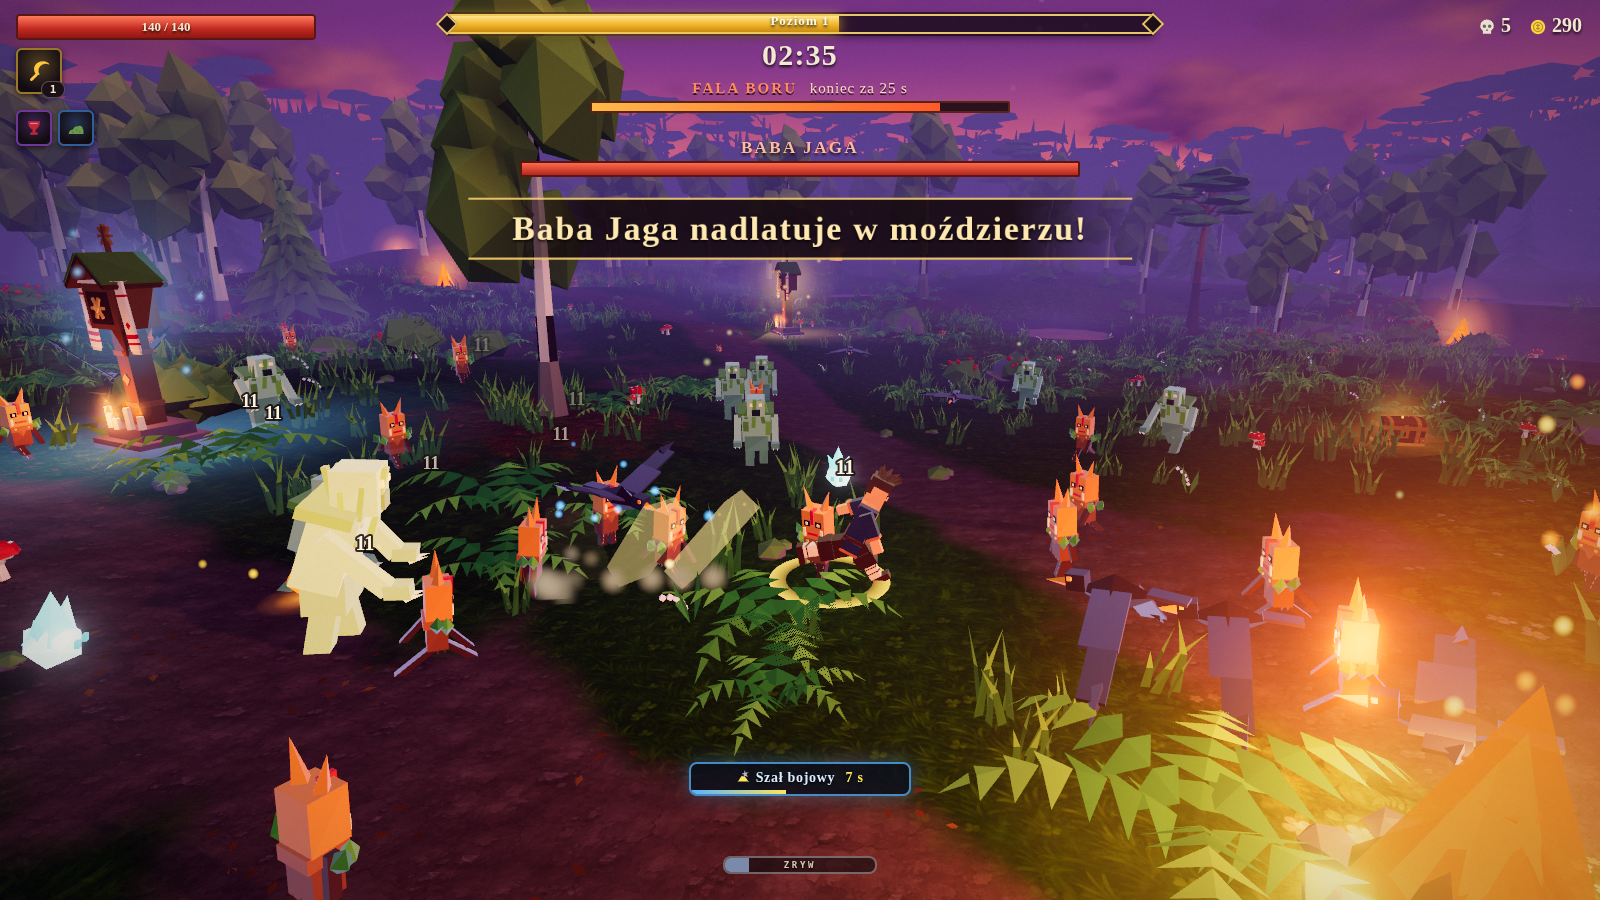 140 / 140
Poziom 1
5
290
02:35
1
FALA BORU koniec za 25 s
BABA JAGA
Baba Jaga nadlatuje w moździerzu!
11
11
11
11
11
11
11
11
Szał bojowy 7 s
ZRYW